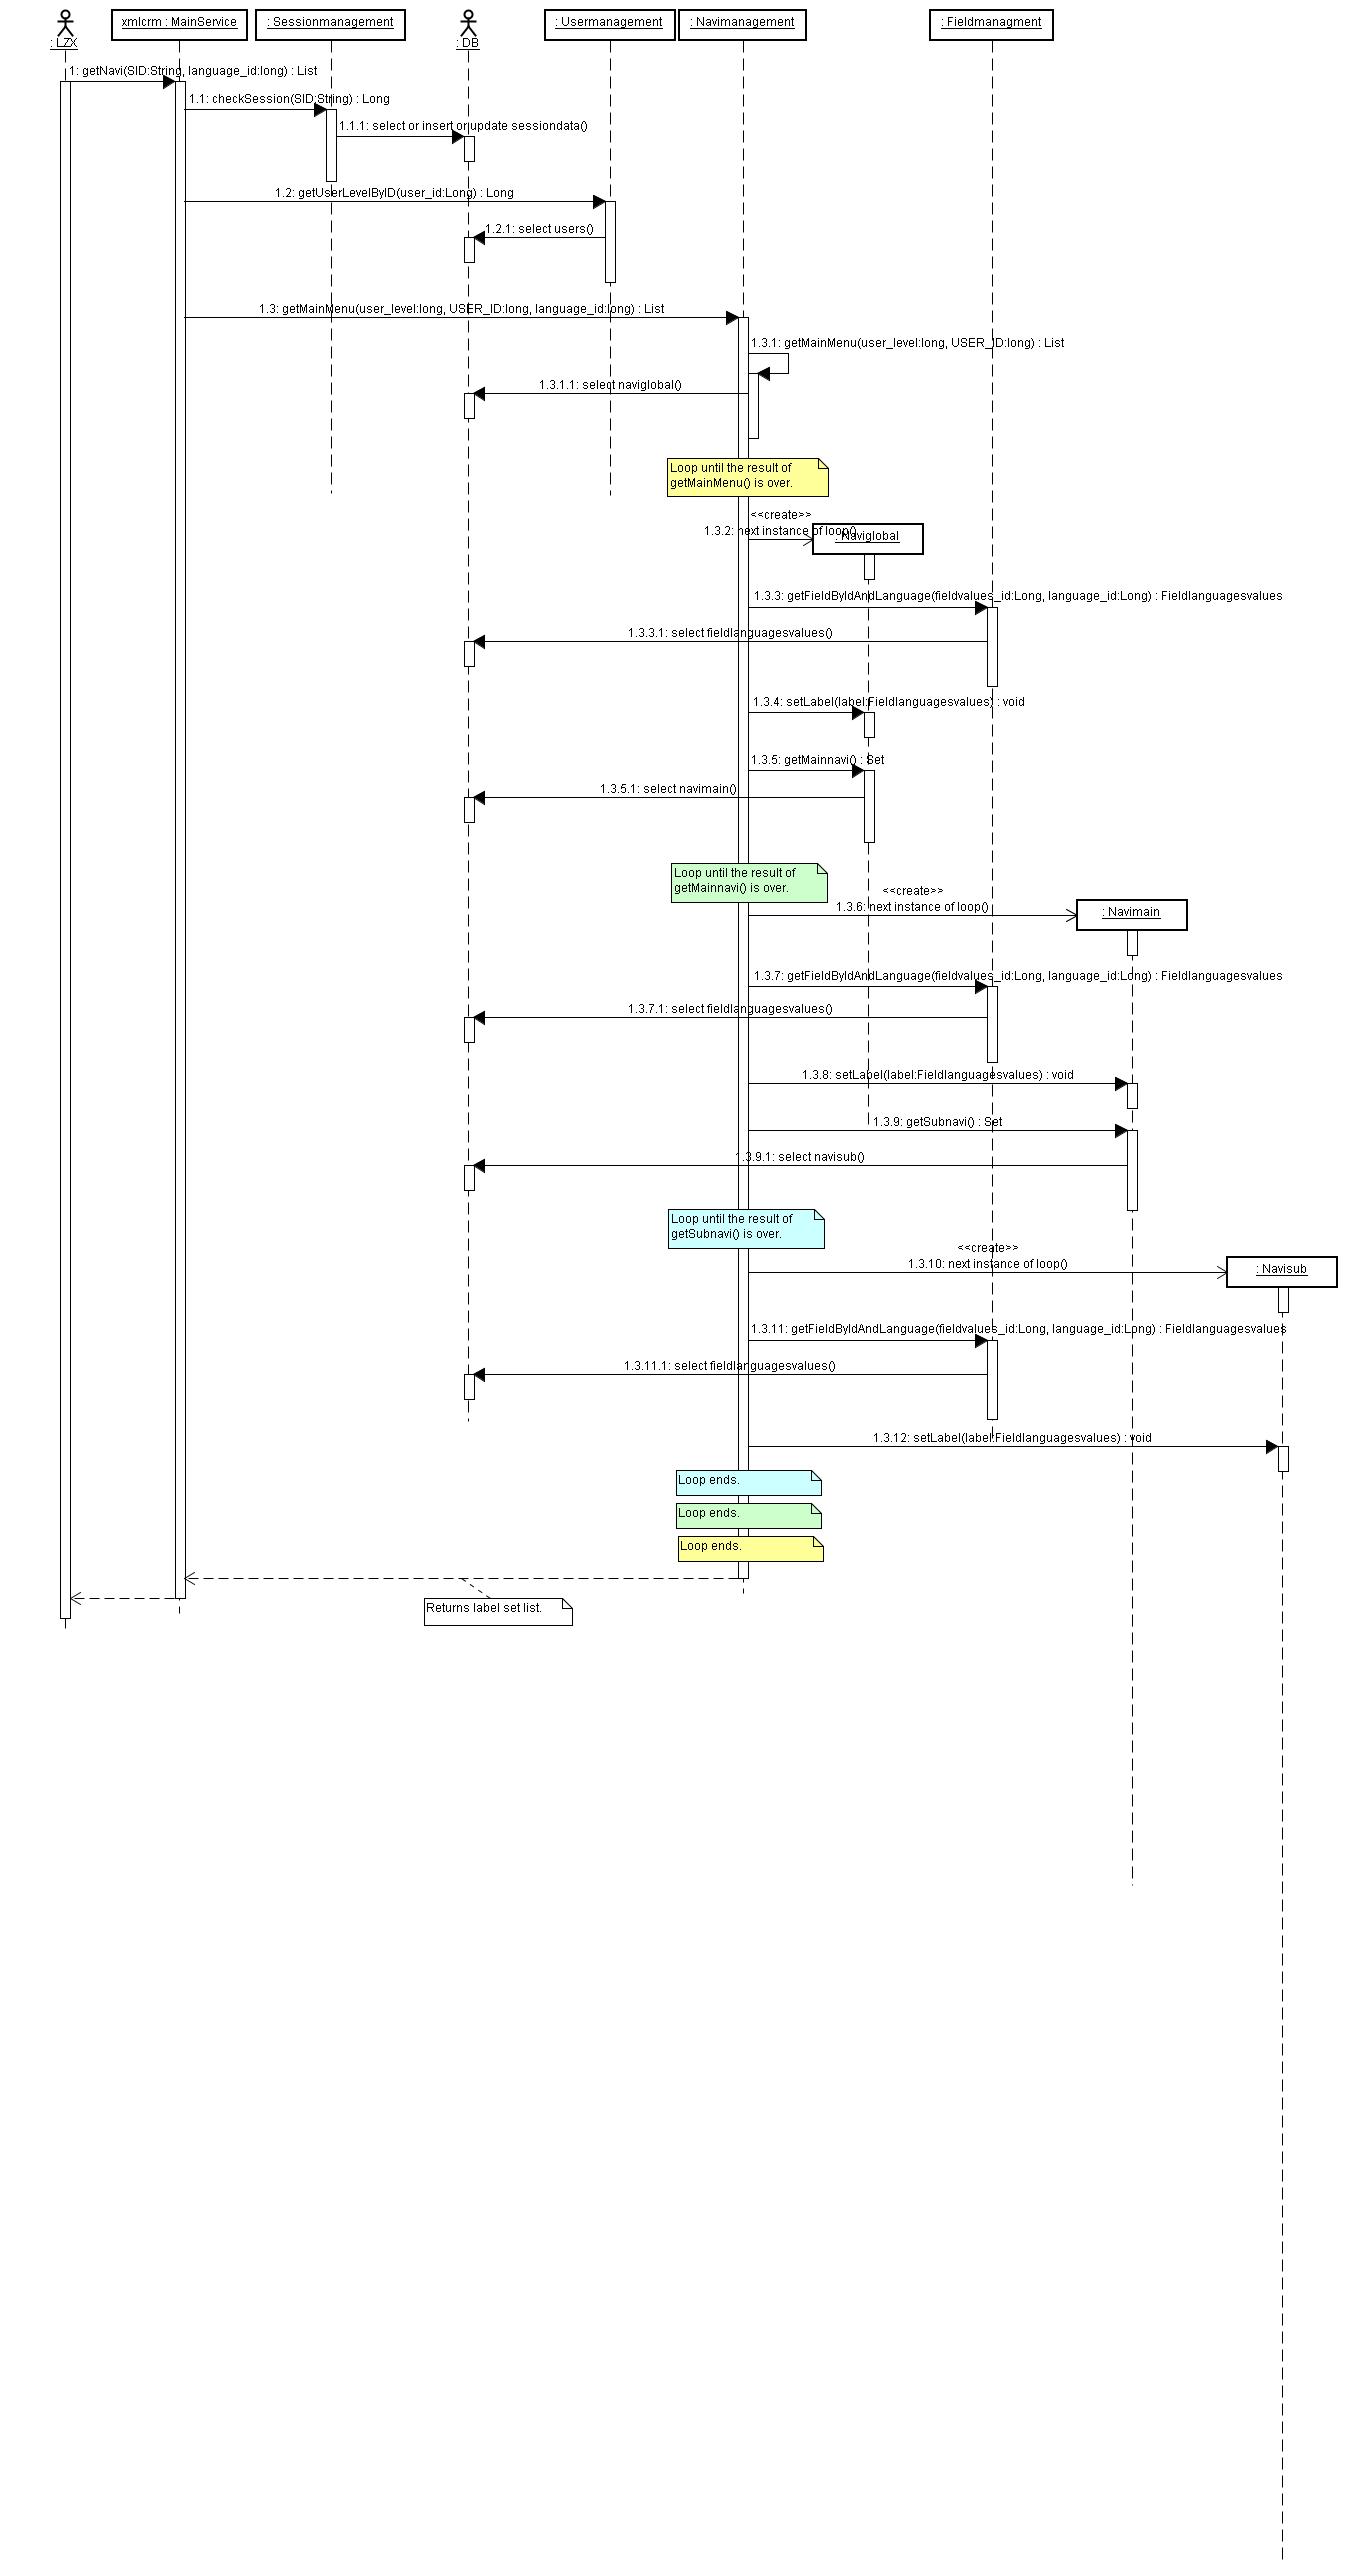 : LZX
xmlcrm : MainService
: Sessionmanagement
: DB
: Usermanagement
: Navimanagement
: Fieldmanagment
1: getNavi(SID:String, language_id:long) : List
1.1: checkSession(SID:String) : Long
1.1.1: select or insert or update sessiondata()
1.2: getUserLevelByID(user_id:Long) : Long
1.2.1: select users()
1.3: getMainMenu(user_level:long, USER_ID:long, language_id:long) : List
1.3.1: getMainMenu(user_level:long, USER_ID:long) : List
1.3.1.1: select naviglobal()
Loop until the result of
getMainMenu() is over.
<<create>>
1.3.2: next instance of loop()
: Naviglobal
1.3.3: getFieldByIdAndLanguage(fieldvalues_id:Long, language_id:Long) : Fieldlanguagesvalues
1.3.3.1: select fieldlanguagesvalues()
1.3.4: setLabel(label:Fieldlanguagesvalues) : void
1.3.5: getMainnavi() : Set
1.3.5.1: select navimain()
Loop until the result of
getMainnavi() is over.
<<create>>
1.3.6: next instance of loop()
: Navimain
1.3.7: getFieldByIdAndLanguage(fieldvalues_id:Long, language_id:Long) : Fieldlanguagesvalues
1.3.7.1: select fieldlanguagesvalues()
1.3.8: setLabel(label:Fieldlanguagesvalues) : void
1.3.9: getSubnavi() : Set
1.3.9.1: select navisub()
Loop until the result of
getSubnavi() is over.
<<create>>
1.3.10: next instance of loop()
: Navisub
1.3.11: getFieldByIdAndLanguage(fieldvalues_id:Long, language_id:Long) : Fieldlanguagesvalues
1.3.11.1: select fieldlanguagesvalues()
1.3.12: setLabel(label:Fieldlanguagesvalues) : void
Loop ends.
Loop ends.
Loop ends.
Returns label set list.